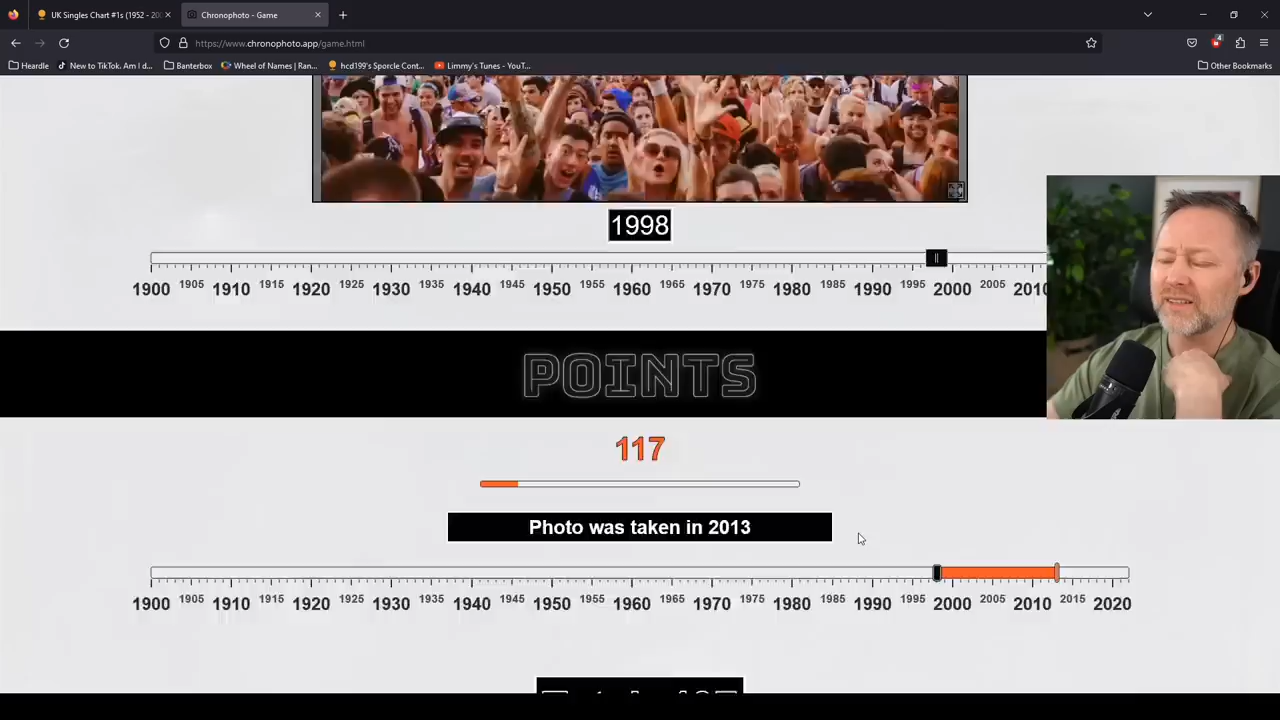 UK Singles Chart #1s (1952 - 20
Chronophoto - Game
https://www.chronophoto.app/game.html
4
Heardle
New to TikTok. Am I d...
Banterbox
Wheel of Names | Ran...
hcd199's Sporcle Cont...
Limmy's Tunes - YouT...
Other Bookmarks
1998
1900 1905 1910 1915 1920 1925 1930 1935 1940 1945 1950 1955 1960 1965 1970 1975 1980 1985 1990 1995 2000 2005 2010
POINTS
117
Photo was taken in 2013
1900 1905 1910 1915 1920 1925 1930 1935 1940 1945 1950 1955 1960 1965 1970 1975 1980 1985 1990 1995 2000 2005 2010 2015 2020